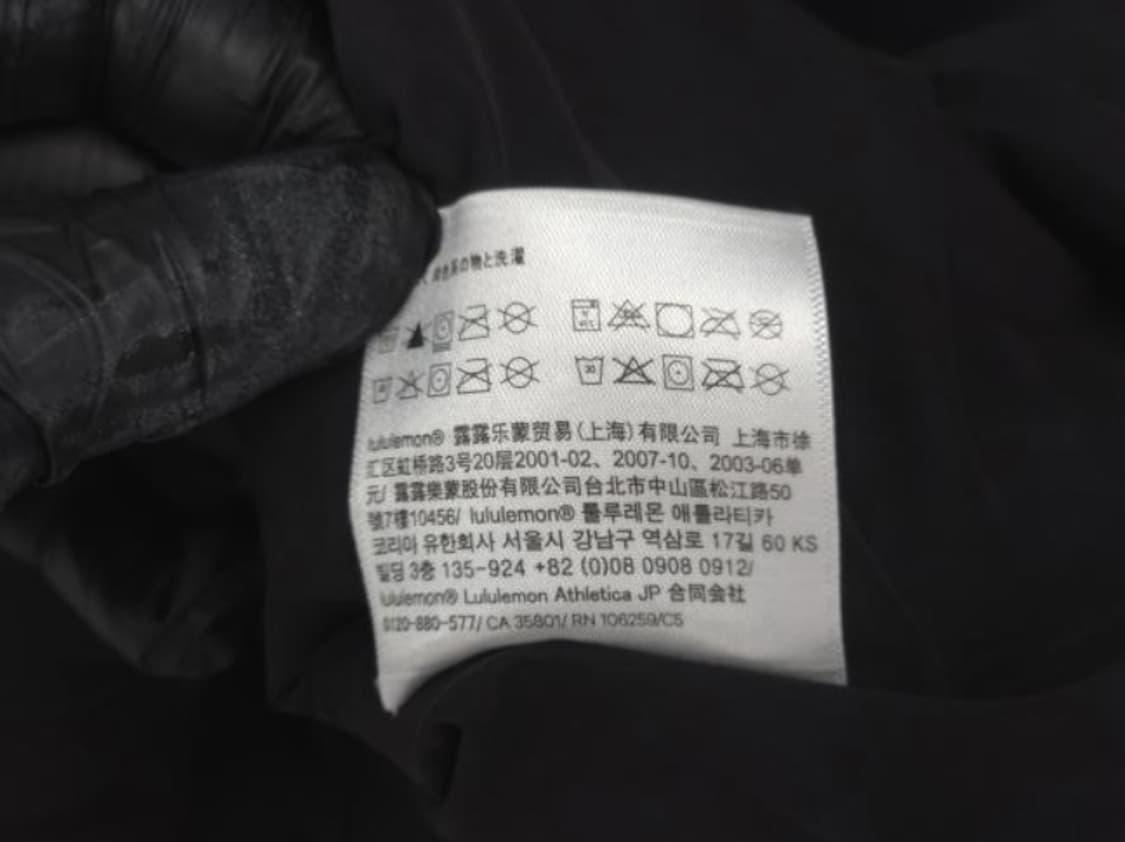 の物と洗濯
30
lululemon® 露露乐蒙贸易(上海)有限公司 上海市徐
汇区虹桥路3号20层2001-02、2007-10、2003-06单
元/ 露露樂蒙股份有限公司台北市中山區松江路50
號7樓10456/ lululemon® 룰루레몬 애틀라티카
코리아 유한회사 서울시 강남구 역삼로 17길 60 KS
빌딩 3층 135-924 +82 (0)08 0908 0912/
lululemon® Lululemon Athletica JP 合同会社
0120-880-577/ CA 35801/ RN 106259/C5